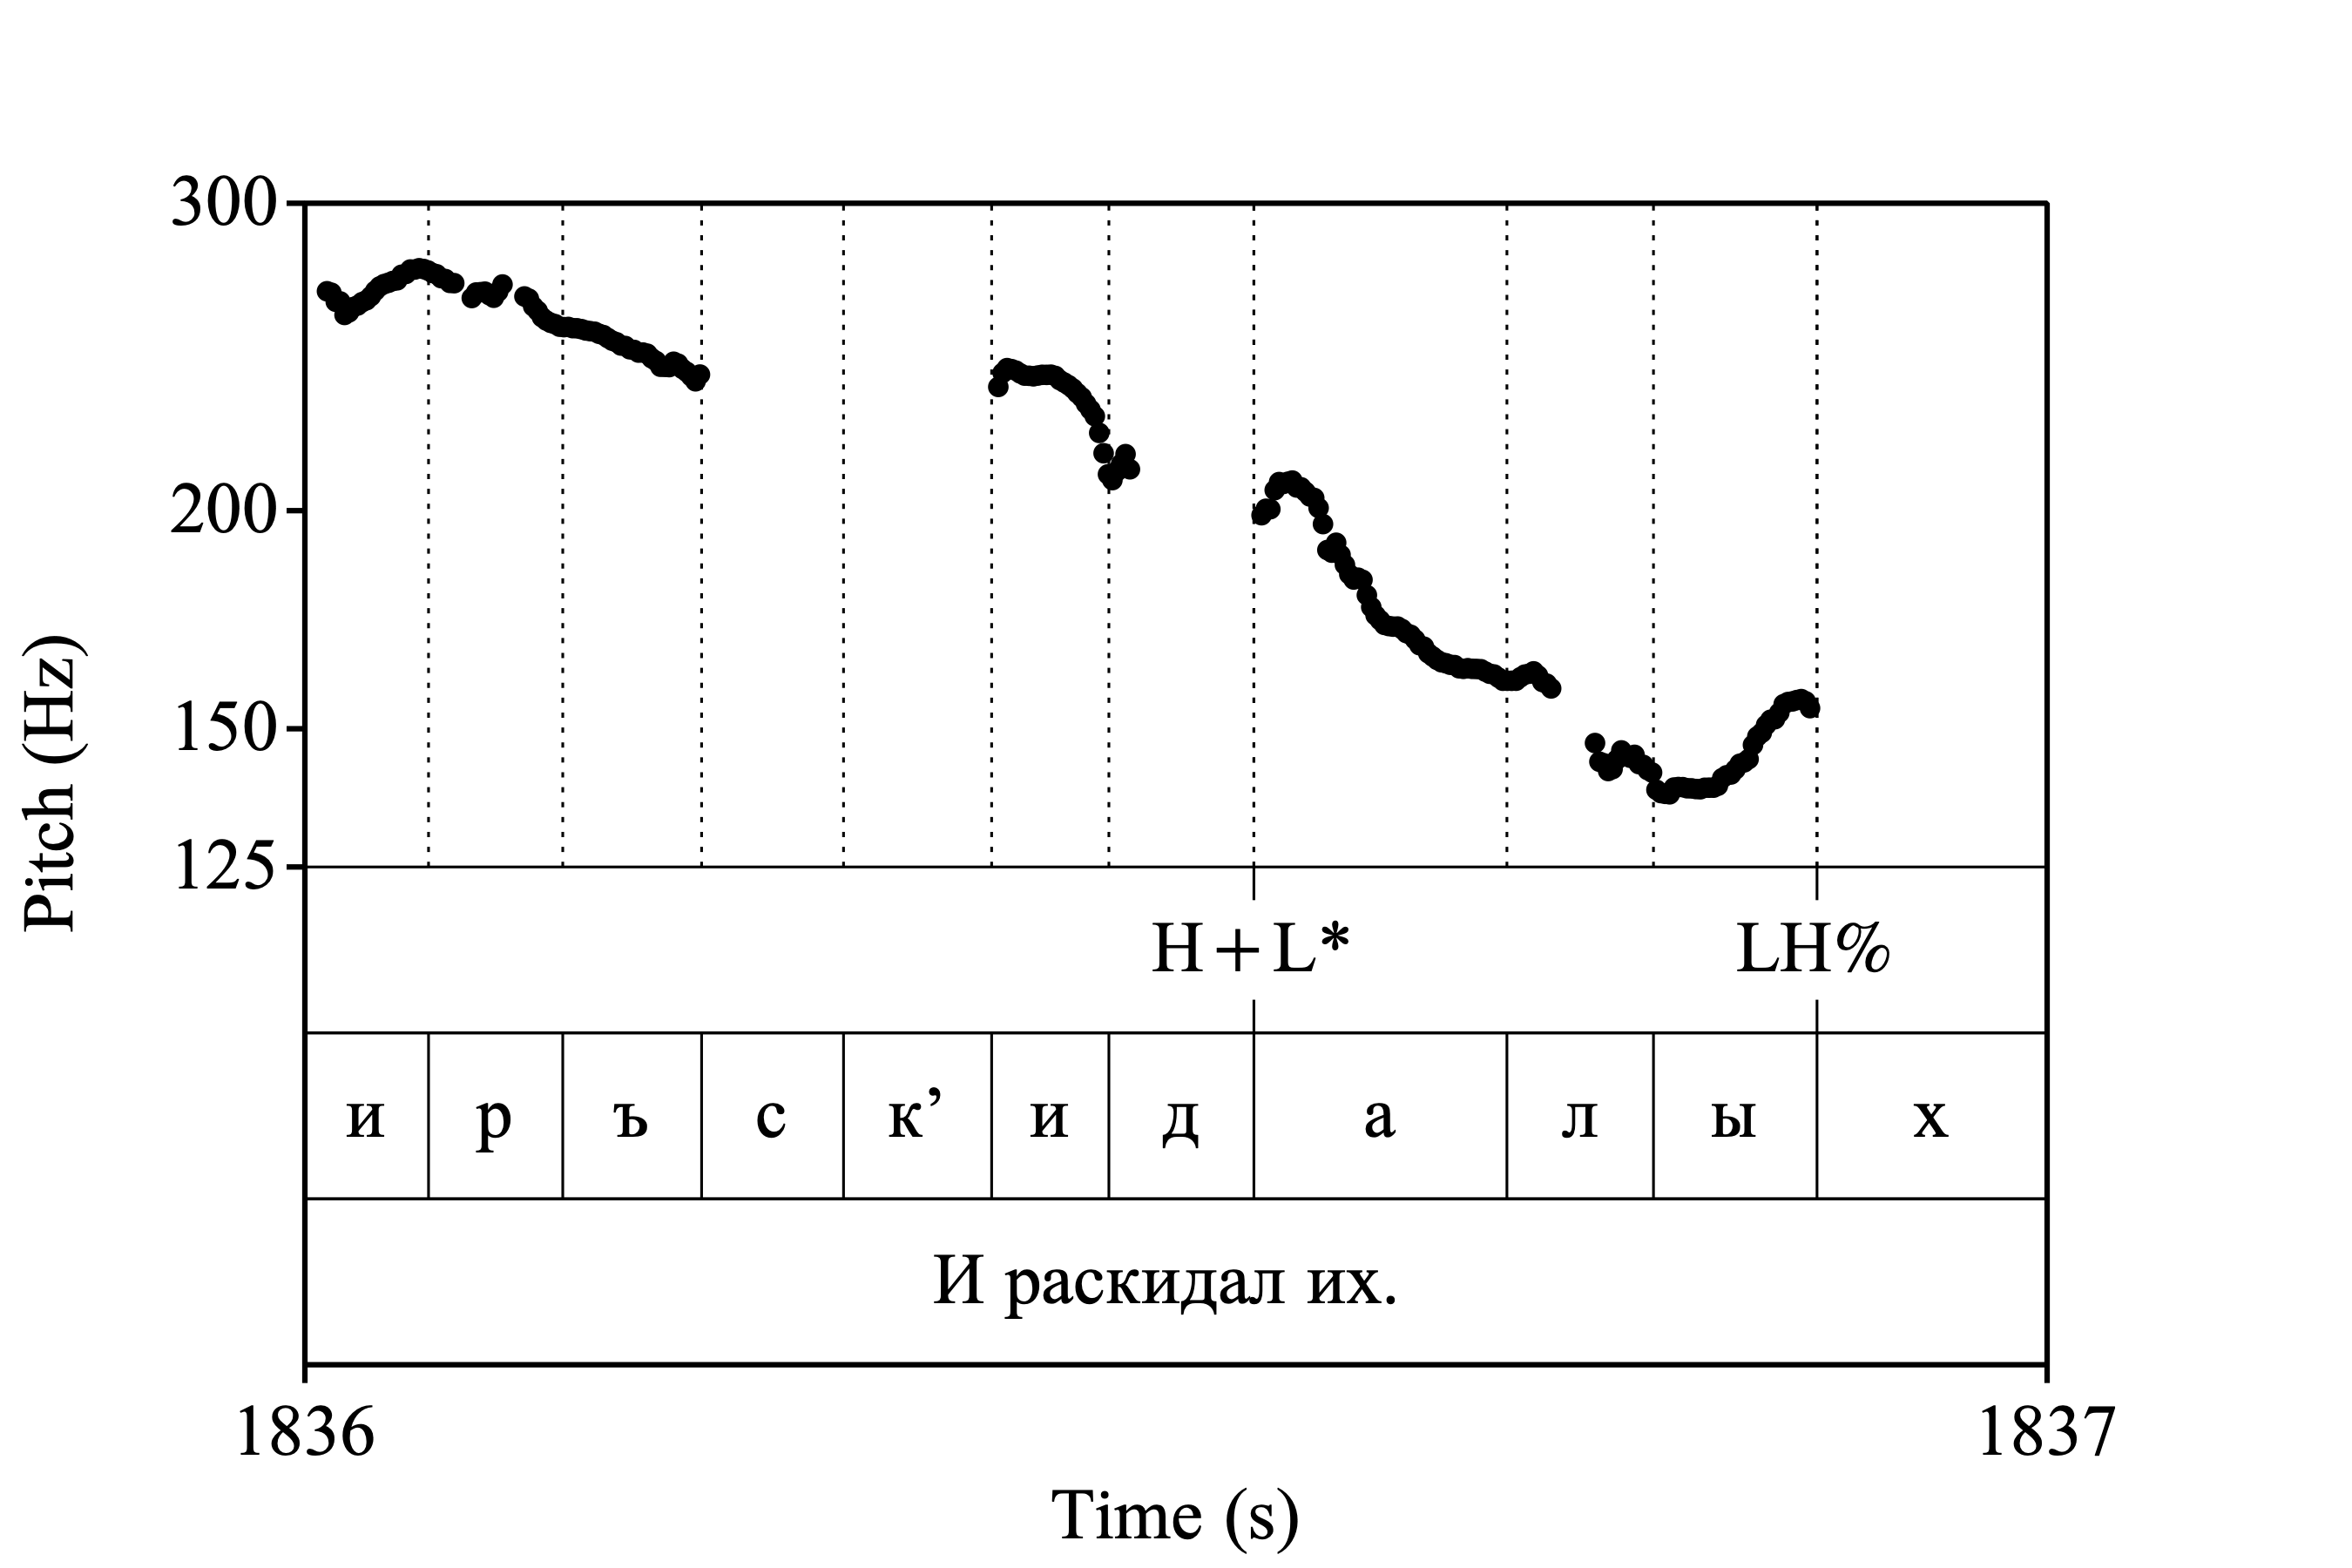 300
200
150
125
Pitch (Hz)
H+L* LH%
и р ъ с к’ и д а л ы х
И раскидал их.
1836 1837
Time (s)